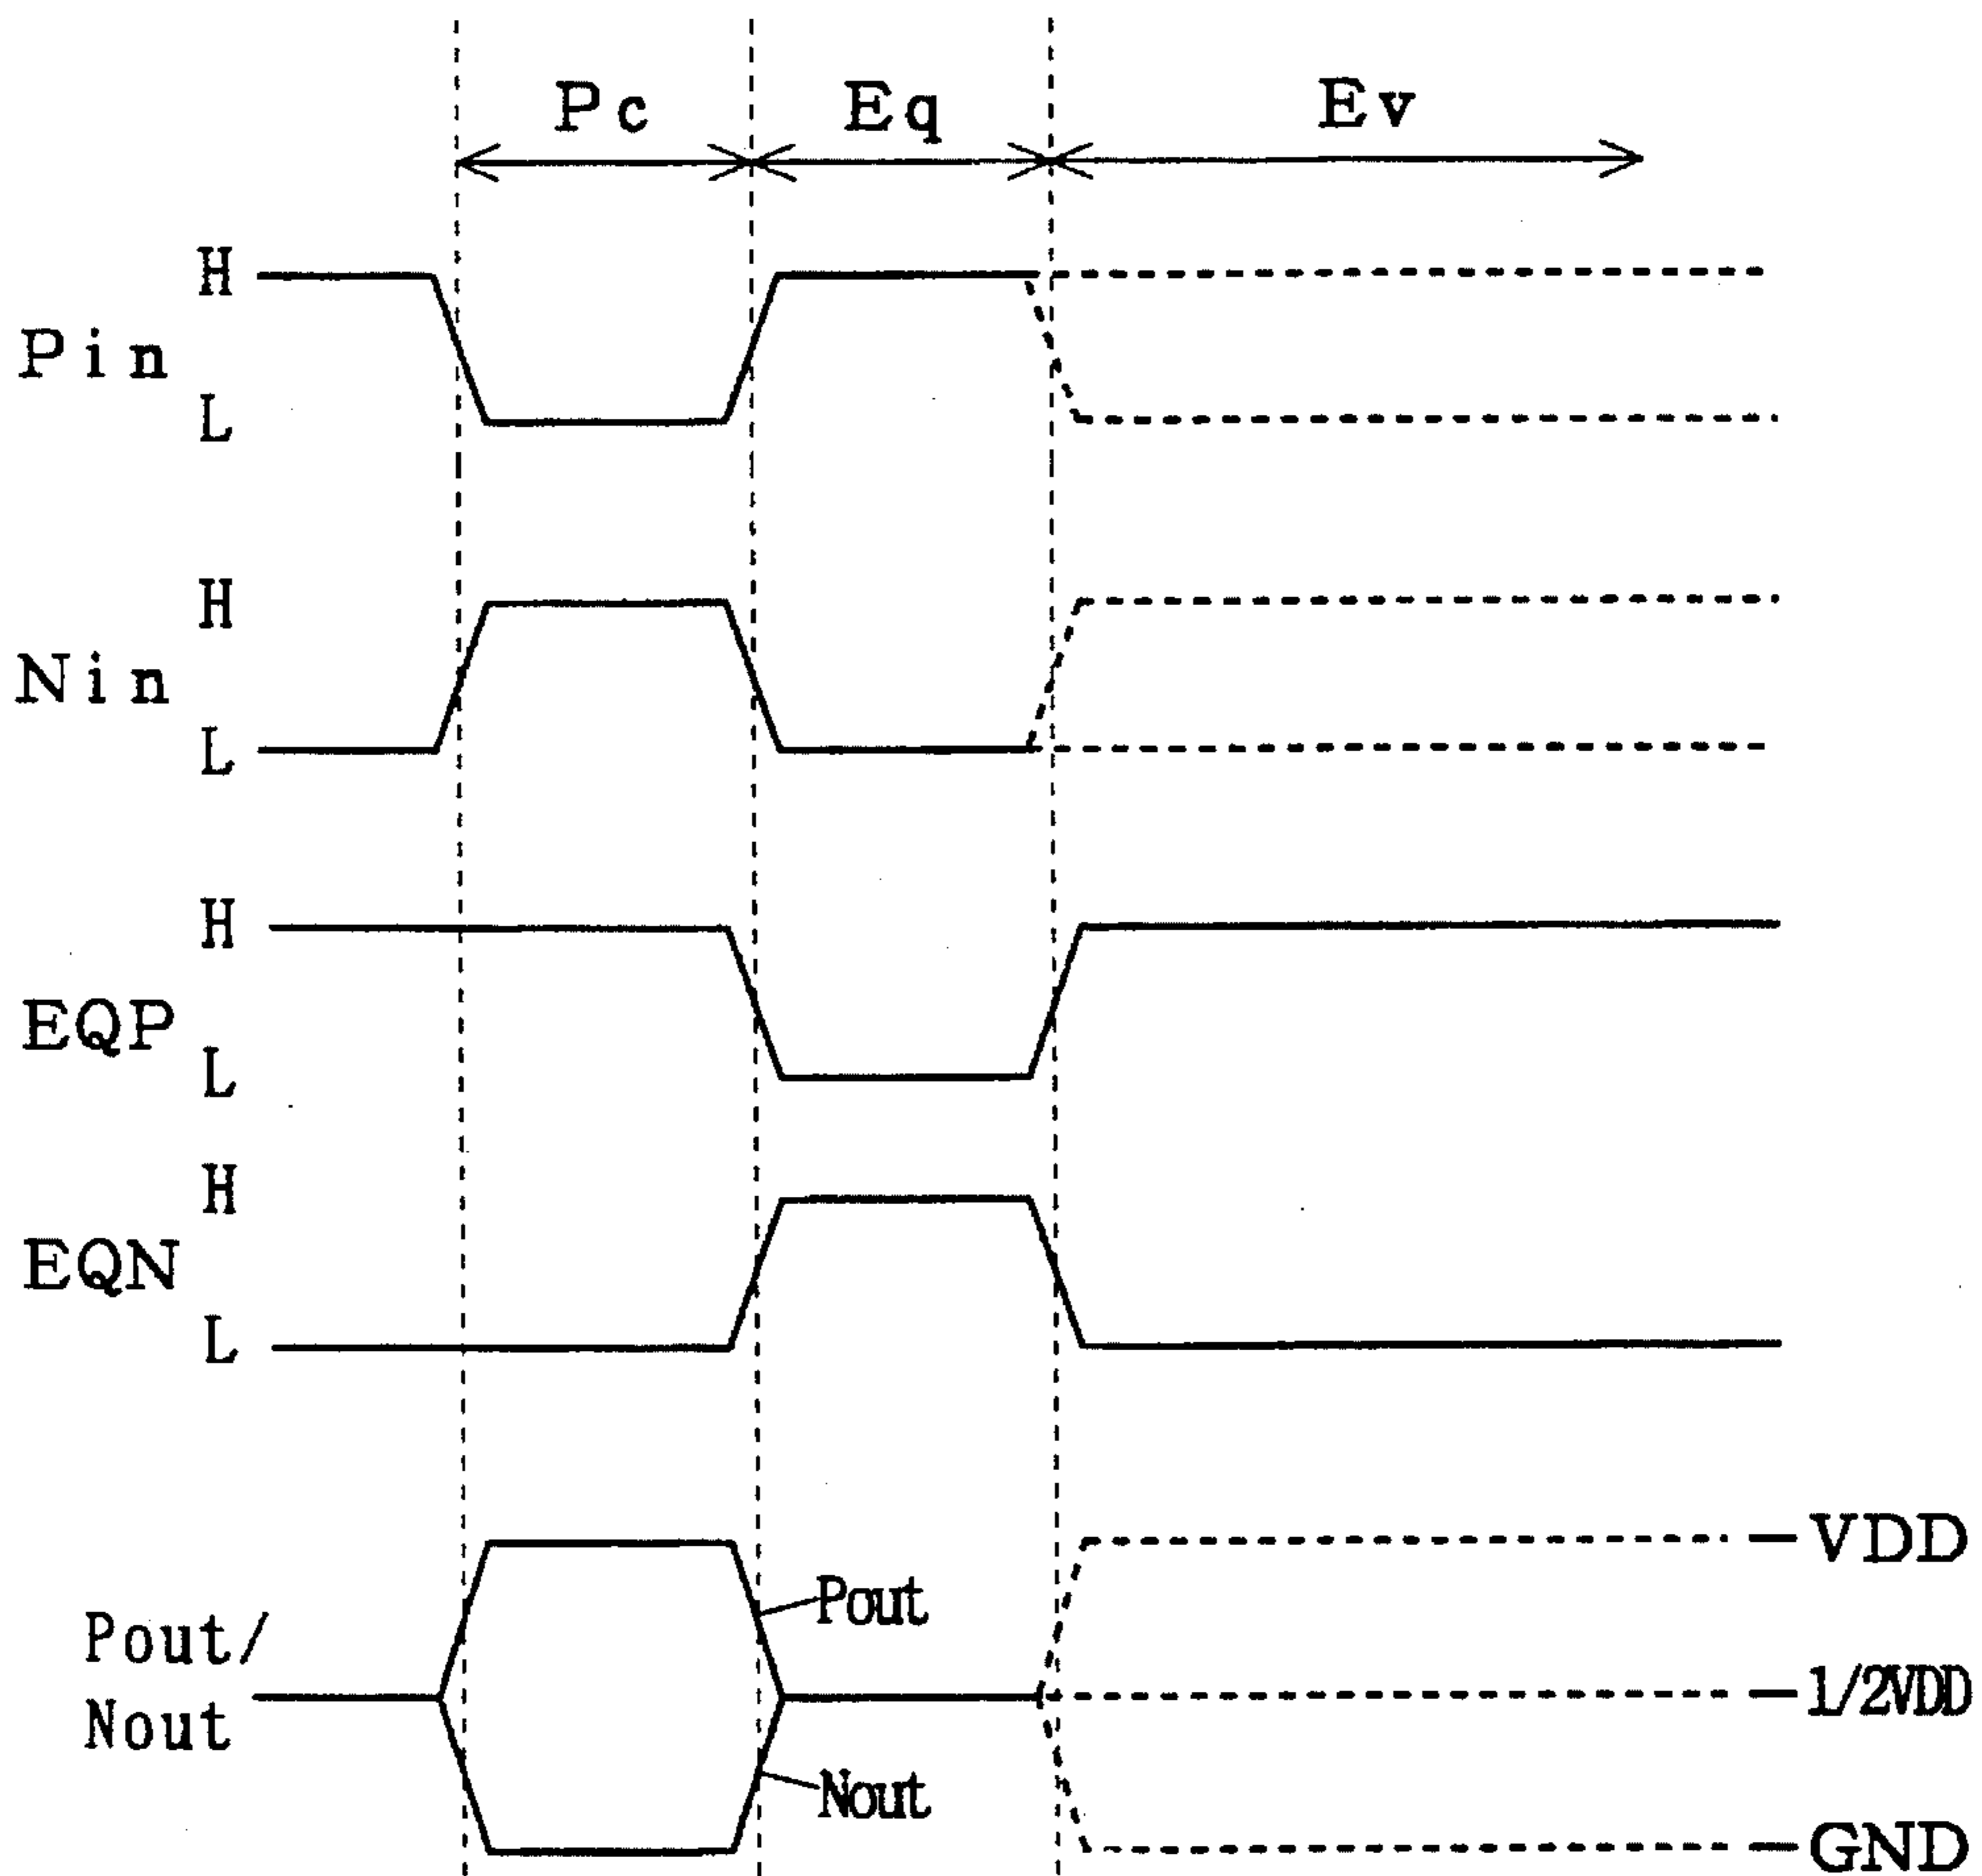 Pc Eq Ev
H
Pin
L
H
Nin
L
H
EQP
L
H
EQN
L
VDD
Pout
Pout/
1/2VDD
Nout
Nout
GND